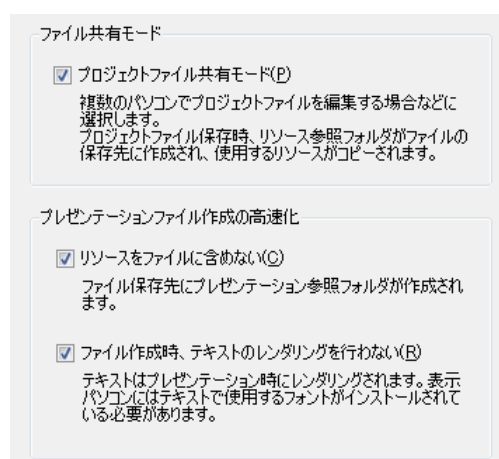 ファイル共有モード
プロジェクトファイル共有モード(P)
複数のパソコンでプロジェクトファイルを編集する場合などに
選択します。
プロジェクトファイル保存時、リソース参照フォルダがファイルの
保存先に作成され、使用するリソースがコピーされます。
プレゼンテーションファイル作成の高速化
リソースをファイルに含めない(C)
ファイル保存先にプレゼンテーション参照フォルダが作成され
ます。
ファイル作成時、テキストのレンダリングを行わない(R)
テキストはプレゼンテーション時にレンダリングされます。表示
パソコンにはテキストで使用するフォントがインストールされて
いる必要があります。